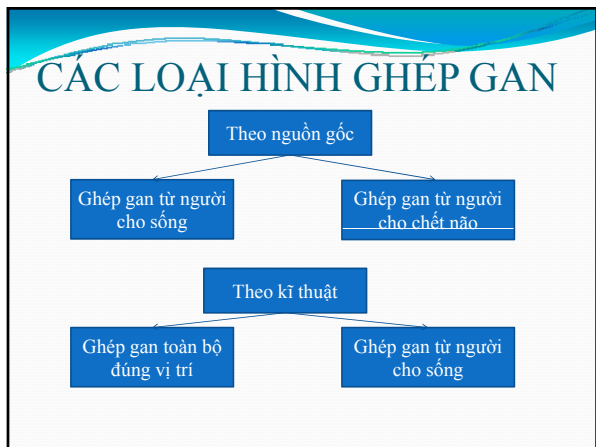 CÁC LOẠI HÌNH GHÉP GAN
Theo nguồn gốc
Ghép gan từ người
cho sống
Ghép gan từ người
cho chết não
Theo kĩ thuật
Ghép gan toàn bộ
đúng vị trí
Ghép gan từ người
cho sống